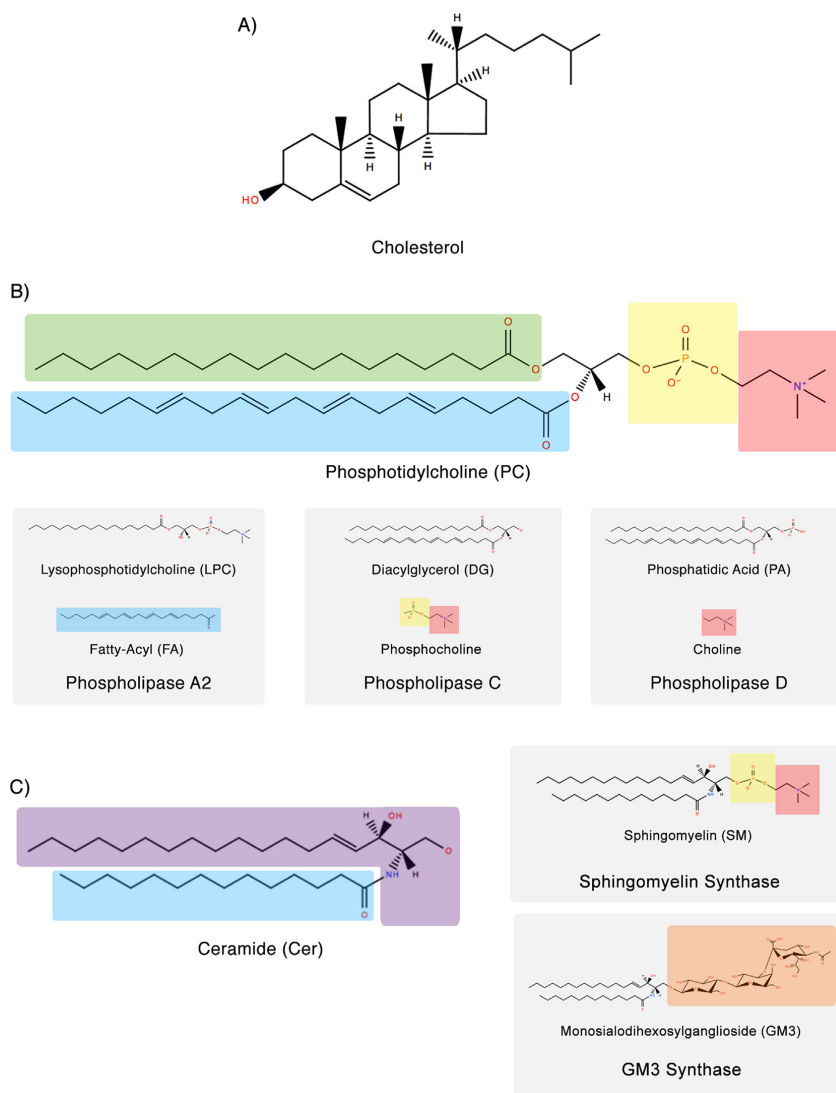 A)
H
H
H
H
H
HO
Cholesterol
B)
O
O
O
P
O
O
O⁻
N⁺
O
H
O
Phosphotidylcholine (PC)
Lysophosphotidylcholine (LPC)
Diacylglycerol (DG)
Phosphatidic Acid (PA)
Fatty-Acyl (FA)
Phosphocholine
Choline
Phospholipase A2
Phospholipase C
Phospholipase D
C)
H
OH
O
NH
H
O
Ceramide (Cer)
Sphingomyelin (SM)
Sphingomyelin Synthase
Monosialodihexosylganglioside (GM3)
GM3 Synthase